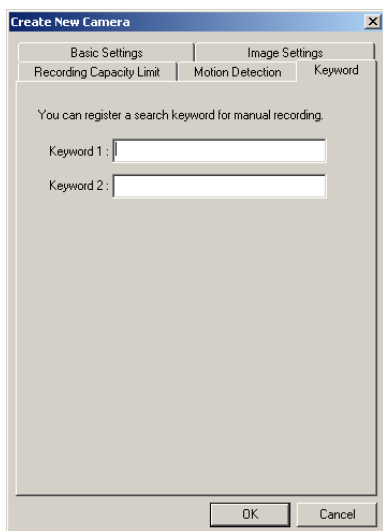 Create New Camera
Basic Settings
Image Settings
Recording Capacity Limit
Motion Detection
Keyword
You can register a search keyword for manual recording.
Keyword 1 :
Keyword 2 :
OK
Cancel